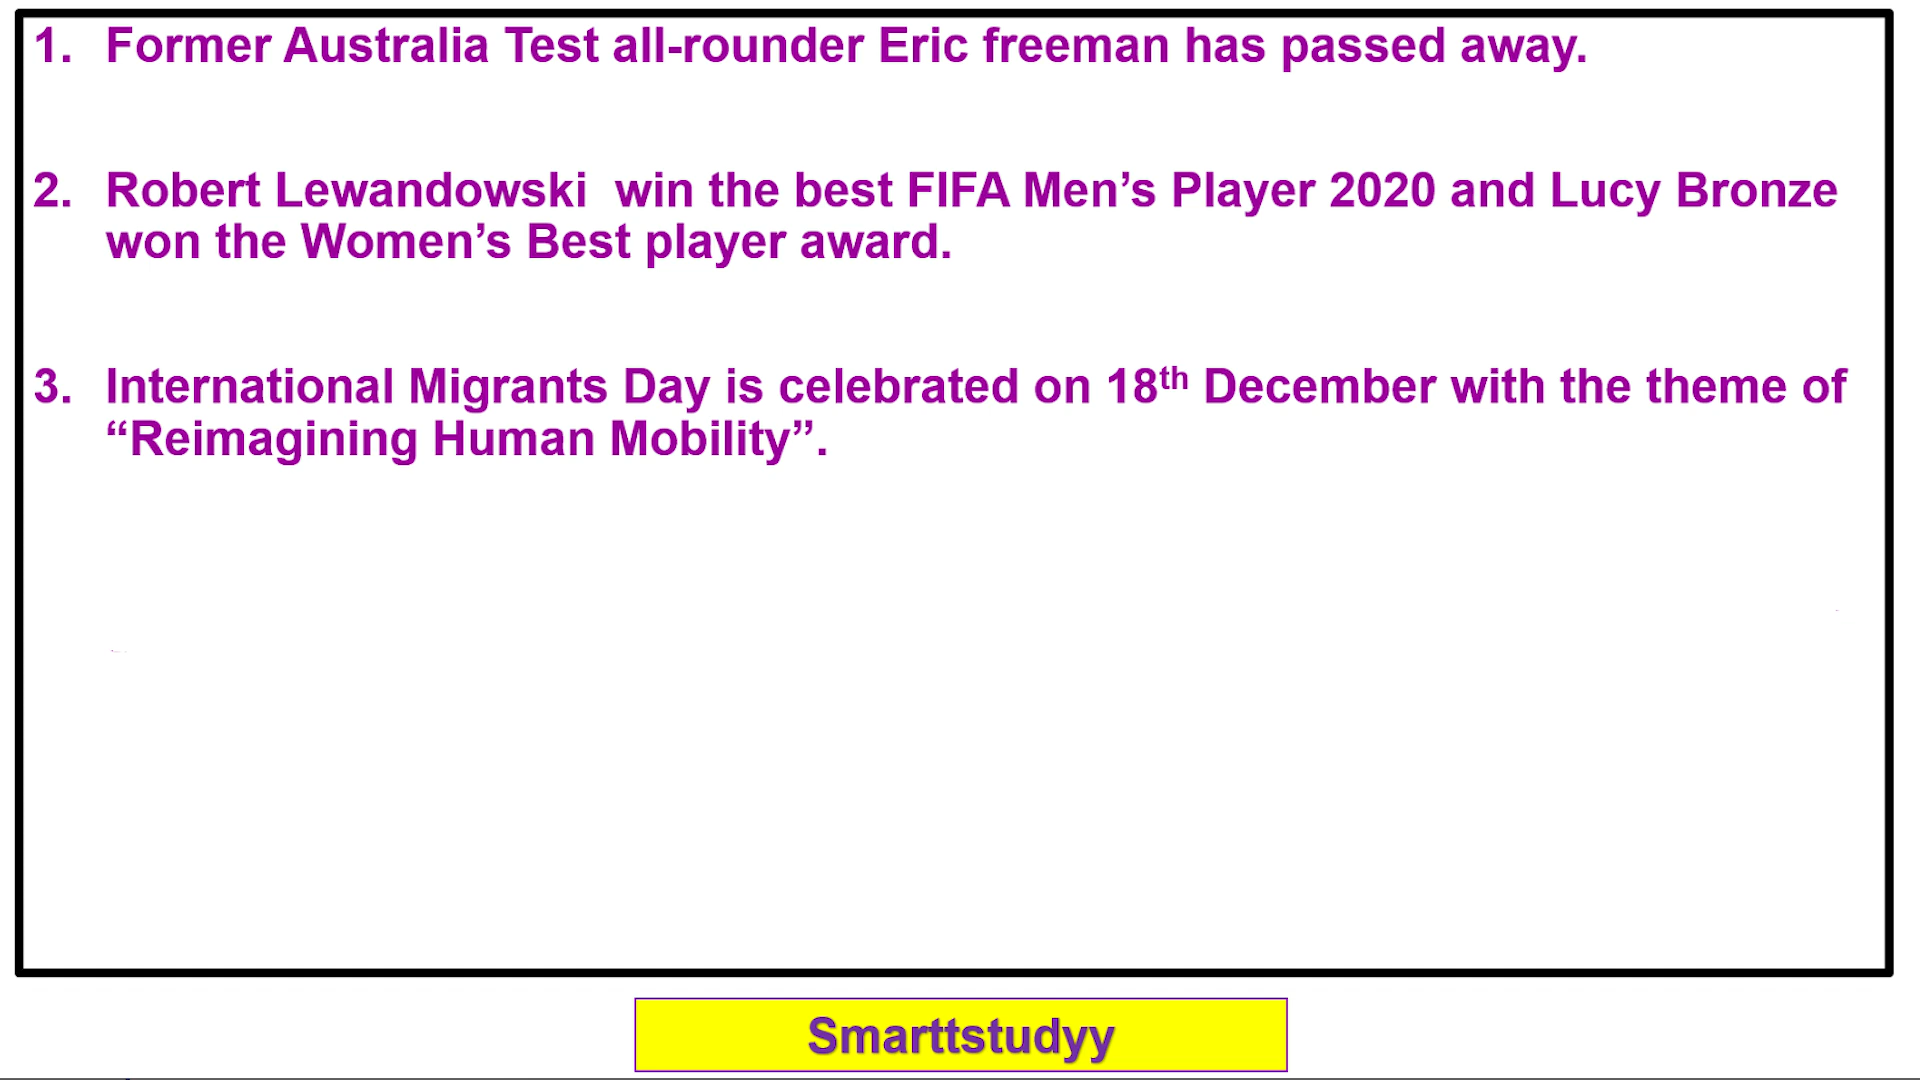 1. Former Australia Test all-rounder Eric freeman has passed away.
2. Robert Lewandowski  win the best FIFA Men’s Player 2020 and Lucy Bronze
won the Women’s Best player award.
3. International Migrants Day is celebrated on 18th December with the theme of
“Reimagining Human Mobility”.
Smarttstudyy